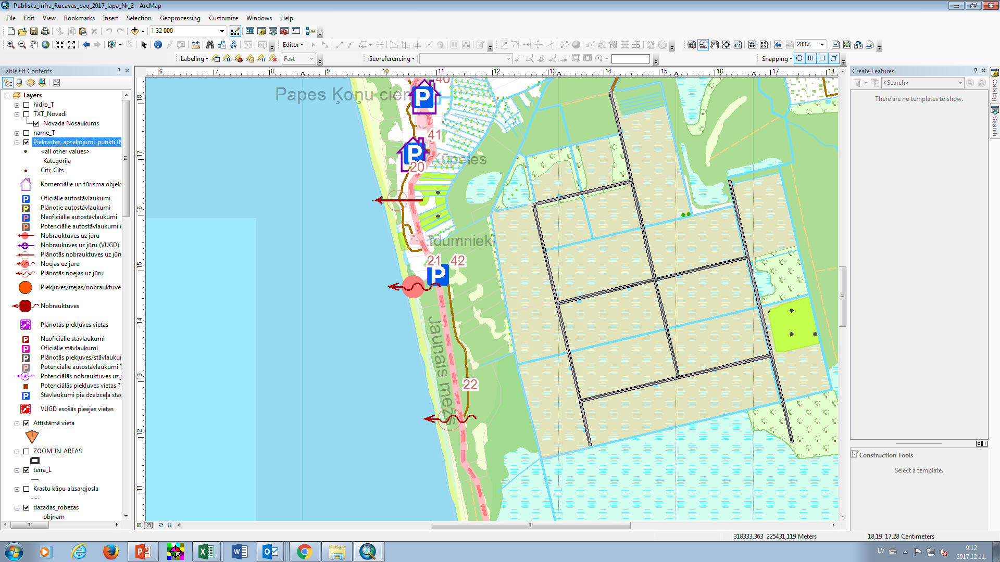 Publiska_infra_Rucavas_pag_2017_lapa_Nr_2 - ArcMap
File Edit View Bookmarks Insert Selection Geoprocessing Customize Windows Help
1:32 000
Editor
283%
Labeling Fast Georeferencing Snapping
Table Of Contents
Layers
hidro_T
TXT_Novadi
Novada Nosaukums
name_T
Piekrastes_apsekojumi_punkti (N
<all other values>
Kategorija
Citi; Cits
Komerciālie un tūrisma objek
Oficiālie autostāvlaukumi
Plānotie autostāvlaukumi
Neoficiālie autostāvlaukumi
Potenciālie autostāvlaukumi (
Nobrauktuves uz jūru
Nobraukuves uz jūru (VUGD)
Plānotās nobrauktuves uz jūru
Noejas uz jūru
Plānotās noejas uz jūru
Piekļuves/izejas/nobrauktuve
Nobrauktuves
Plānotās piekļuves vietas
Neoficiālie stāvlaukumi
Oficiālie stāvlaukumi
Plānotās piekļuves/stāvlaukur
Potenciālie autostāvlaukumi ?
Potenciālās nobrauktuves uz j
Potenciālās piekļuves vietas ??
Stāvlaukumi pie dzelzceļa stac
VUGD esošās pieejas vietas
Attīstāmā vieta
ZOOM_IN_AREAS
terra_L
Krastu kāpu aizsargjosla
dazadas_robezas
objnam
6 7 8 9 10 11 12 13 14 15 16 17 18
18
17
16
15
14
13
12
11
Papes Ķoņu ciem
40
P
41
P
Kūpeles
20
Idumnieki
21 42
P
Jaunais mežs
22
Create Features
<Search>
There are no templates to show.
Construction Tools
Select a template.
Catalog
Search
318333,363 225431,119 Meters
18,19 17,28 Centimeters
LV
9:12
2017.12.11.